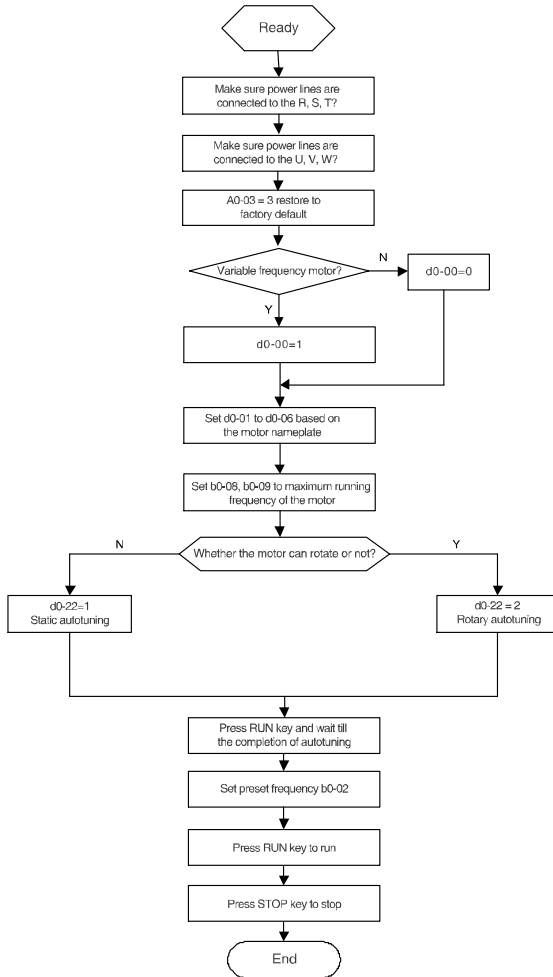 Ready
Make sure power lines are
connected to the R, S, T?
Make sure power lines are
connected to the U, V, W?
A0-03 = 3 restore to
factory default
Variable frequency motor?
N
d0-00=0
Y
d0-00=1
Set d0-01 to d0-06 based on
the motor nameplate
Set b0-08, b0-09 to maximum running
frequency of the motor
N
Whether the motor can rotate or not?
Y
d0-22=1
Static autotuning
d0-22 = 2
Rotary autotuning
Press RUN key and wait till
the completion of autotuning
Set preset frequency b0-02
Press RUN key to run
Press STOP key to stop
End